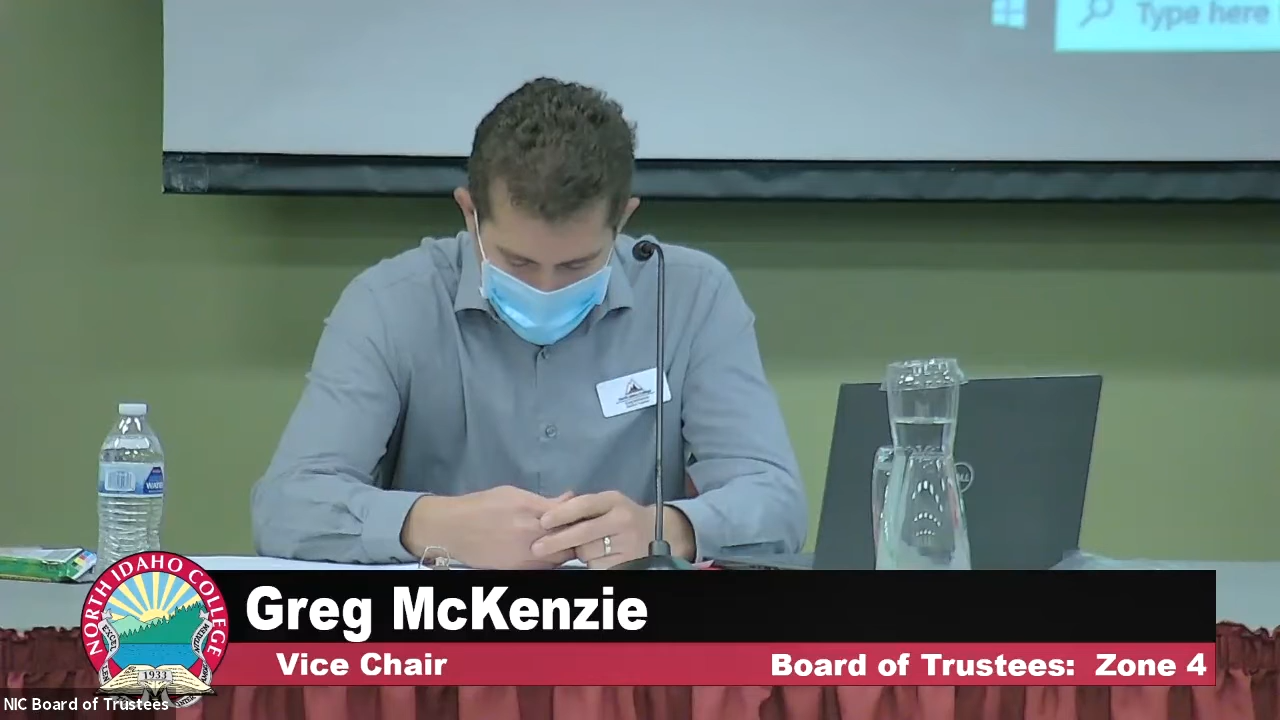 Type here
NORTH IDAHO COLLEGE
1933
Greg McKenzie
Vice Chair
Board of Trustees: Zone 4
NIC Board of Trustees